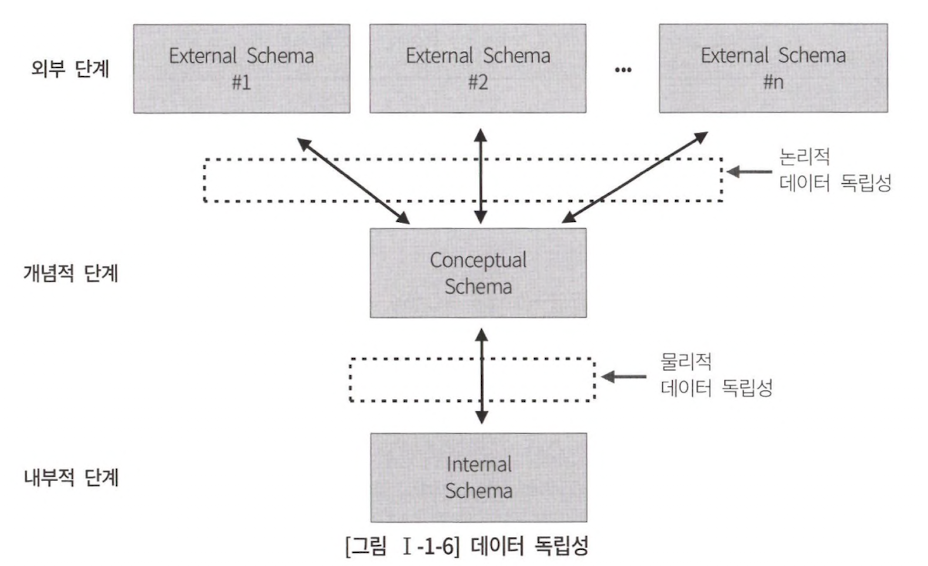 외부 단계
External Schema
#1
External Schema
#2
...
External Schema
#n
논리적
데이터 독립성
개념적 단계
Conceptual
Schema
물리적
데이터 독립성
내부적 단계
Internal
Schema
[그림 Ⅰ-1-6] 데이터 독립성